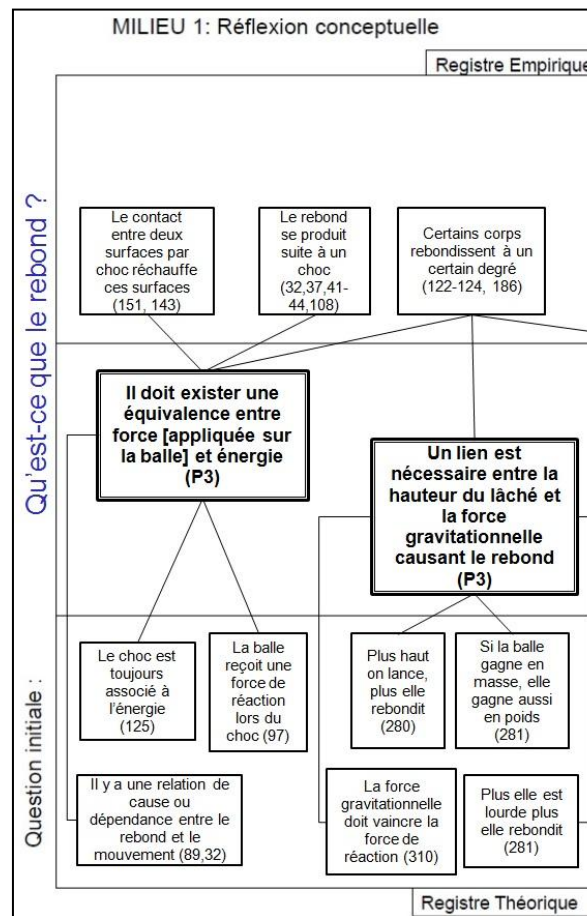 MILIEU 1: Réflexion conceptuelle
Registre Empirique
Qu'est-ce que le rebond ?
Question initiale :
Le contact
entre deux
surfaces par
choc réchauffe
ces surfaces
(151, 143)
Le rebond
se produit
suite à un
choc
(32,37,41-
44,108)
Certains corps
rebondissent à un
certain degré
(122-124, 186)
Il doit exister une
équivalence entre
force [appliquée sur
la balle] et énergie
(P3)
Un lien est
nécessaire entre la
hauteur du lâché et
la force
gravitationnelle
causant le rebond
(P3)
Le choc est
toujours
associé à
l'énergie
(125)
La balle
reçoit une
force de
réaction
lors du
choc (97)
Plus haut
on lance,
plus elle
rebondit
(280)
Si la balle
gagne en
masse, elle
gagne aussi
en poids
(281)
Il y a une relation de
cause ou
dépendance entre le
rebond et le
mouvement (89,32)
La force
gravitationnelle
doit vaincre la
force de
réaction (310)
Plus elle est
lourde plus
elle rebondit
(281)
Registre Théorique